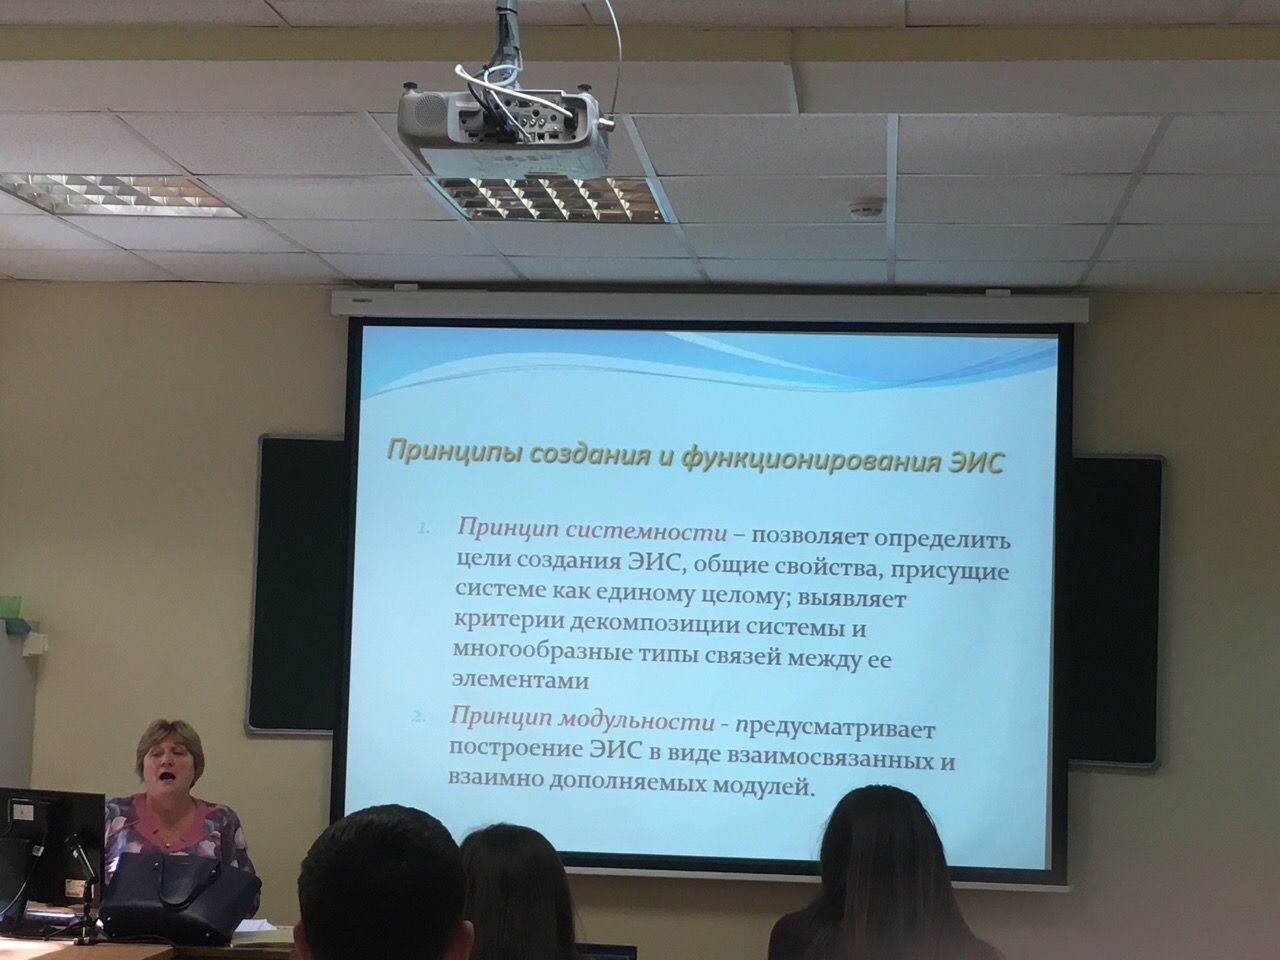 Принципы создания и функционирования ЭИС
1. Принцип системности – позволяет определить
цели создания ЭИС, общие свойства, присущие
системе как единому целому; выявляет
критерии декомпозиции системы и
многообразные типы связей между ее
элементами
2. Принцип модульности - предусматривает
построение ЭИС в виде взаимосвязанных и
взаимно дополняемых модулей.